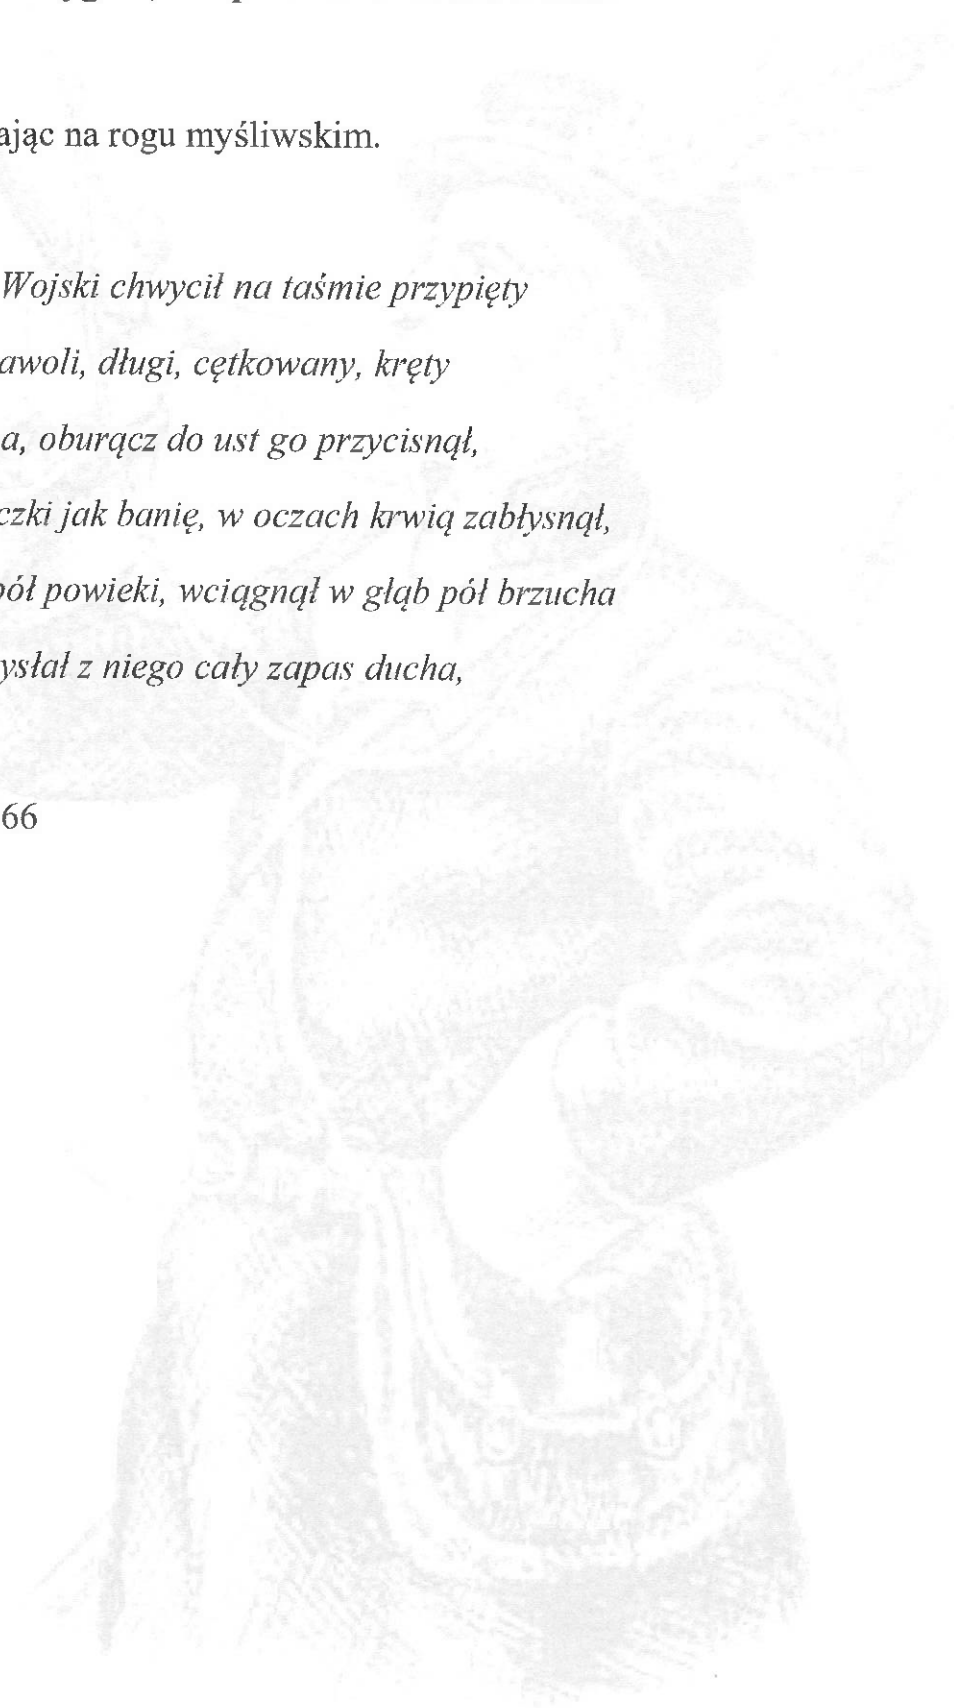 ając na rogu myśliwskim.
Wojski chwycił na taśmie przypięty
awoli, długi, cętkowany, kręty
a, oburącz do ust go przycisnął,
czki jak banię, w oczach krwią zabłysnął,
pół powieki, wciągnął w głąb pół brzucha
ysłał z niego cały zapas ducha,
66